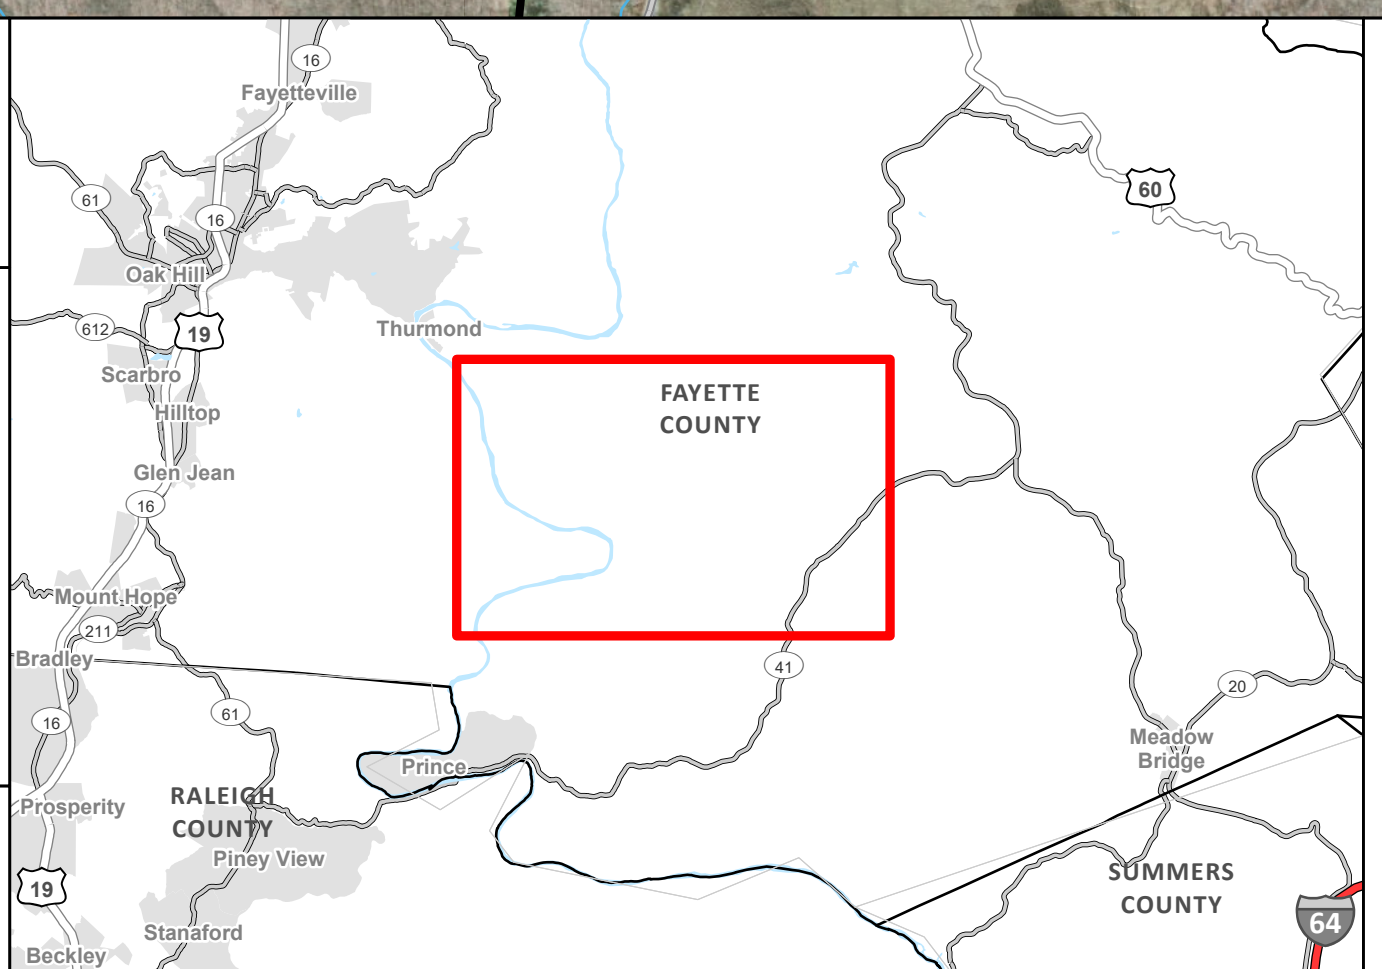 16
Fayetteville
60
61
16
Oak Hill
612
19
Thurmond
Scarbro
FAYETTE
COUNTY
Hilltop
Glen Jean
16
Mount Hope
211
Bradley
41
20
61
16
Meadow
Bridge
Prince
RALEIGH
COUNTY
Prosperity
Piney View
SUMMERS
COUNTY
19
64
Stanaford
Beckley